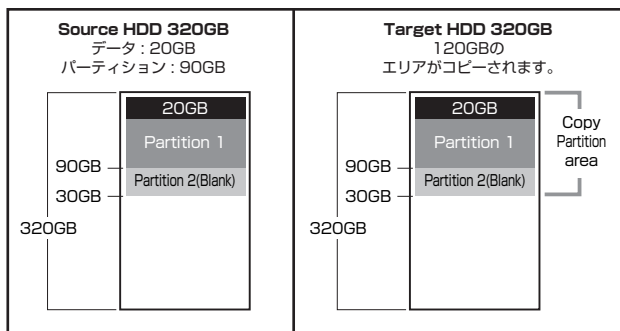 Source HDD 320GB
データ : 20GB
パーティション : 90GB
20GB
Partition 1
90GB
Partition 2(Blank)
30GB
320GB
Target HDD 320GB
120GBの
エリアがコピーされます。
20GB
Partition 1
90GB
Partition 2(Blank)
30GB
320GB
Copy
Partition
area